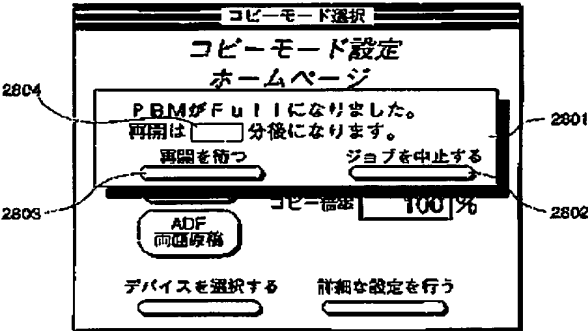 コピーモード選択
コピーモード設定
ホームページ
2804
PBMがFullになりました。
再開は 分後になります。
2801
再開を待つ ジョブを中止する
2803
2802
コピー倍率 100 %
ADF
両面原稿
デバイスを選択する 詳細な設定を行う